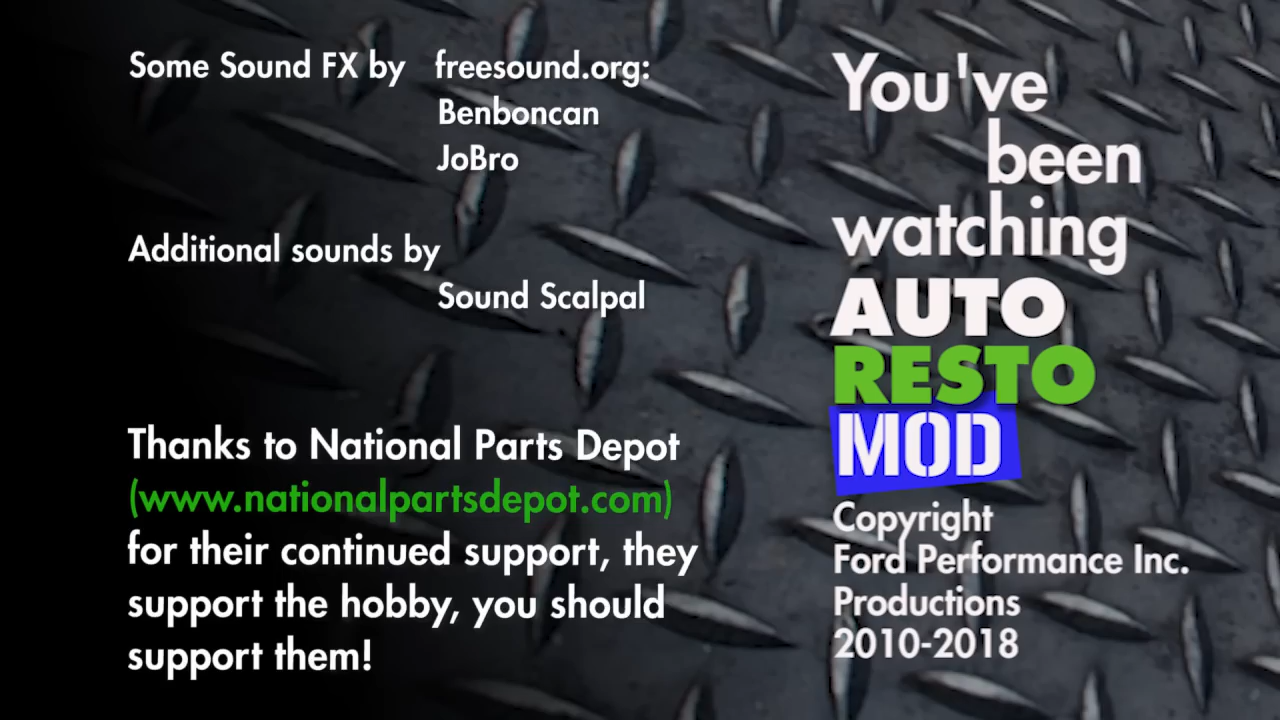 Some Sound FX by freesound.org:
Benboncan
JoBro
Additional sounds by
Sound Scalpal
Thanks to National Parts Depot
(www.nationalpartsdepot.com)
for their continued support, they
support the hobby, you should
support them!
You've
been
watching
AUTO
RESTO
MOD
Copyright
Ford Performance Inc.
Productions
2010-2018